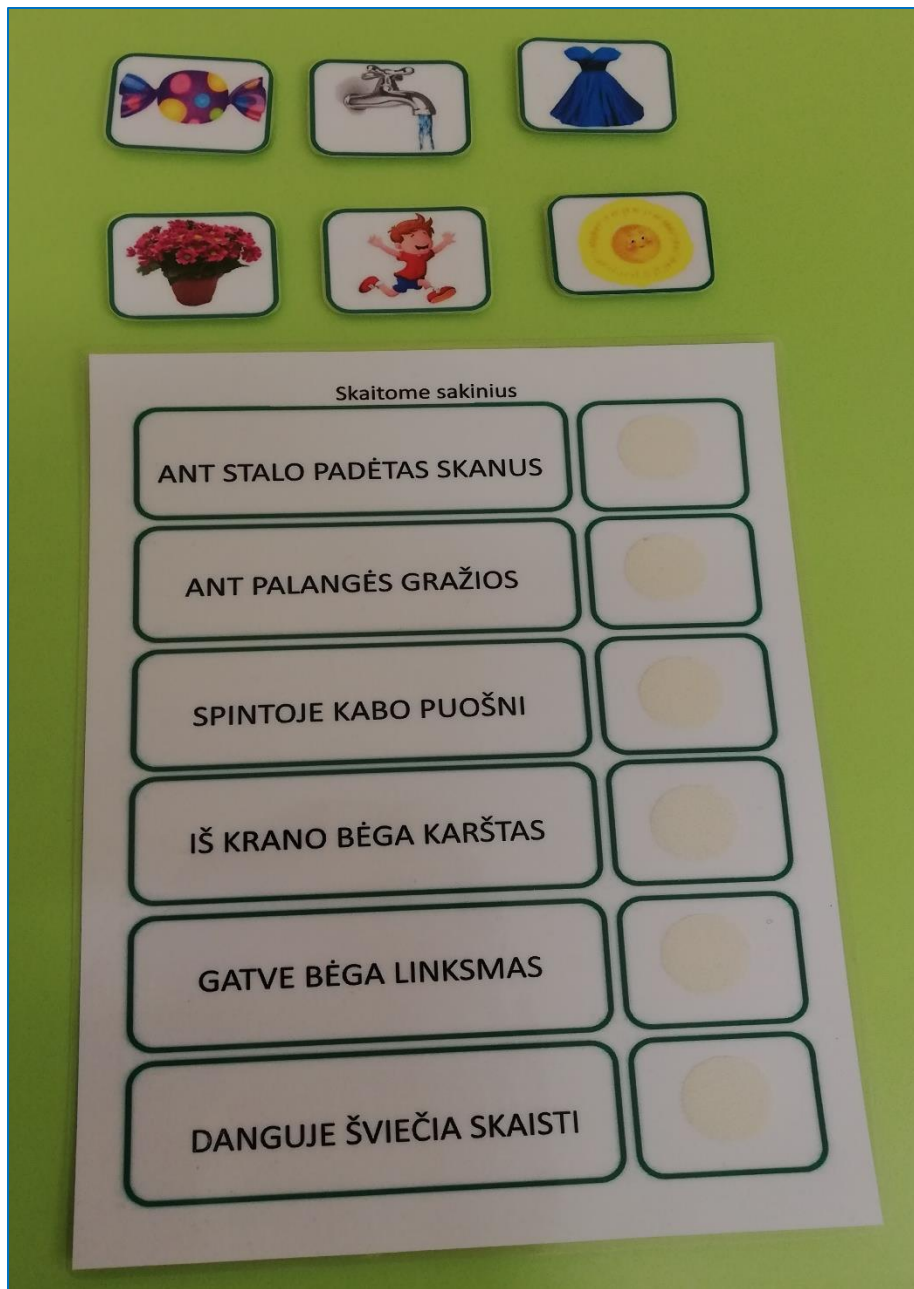 Skaitome sakinius
ANT STALO PADĖTAS SKANUS
ANT PALANGĖS GRAŽIOS
SPINTOJE KABO PUOŠNI
IŠ KRANO BĖGA KARŠTAS
GATVE BĖGA LINKSMAS
DANGUJE ŠVIEČIA SKAISTI